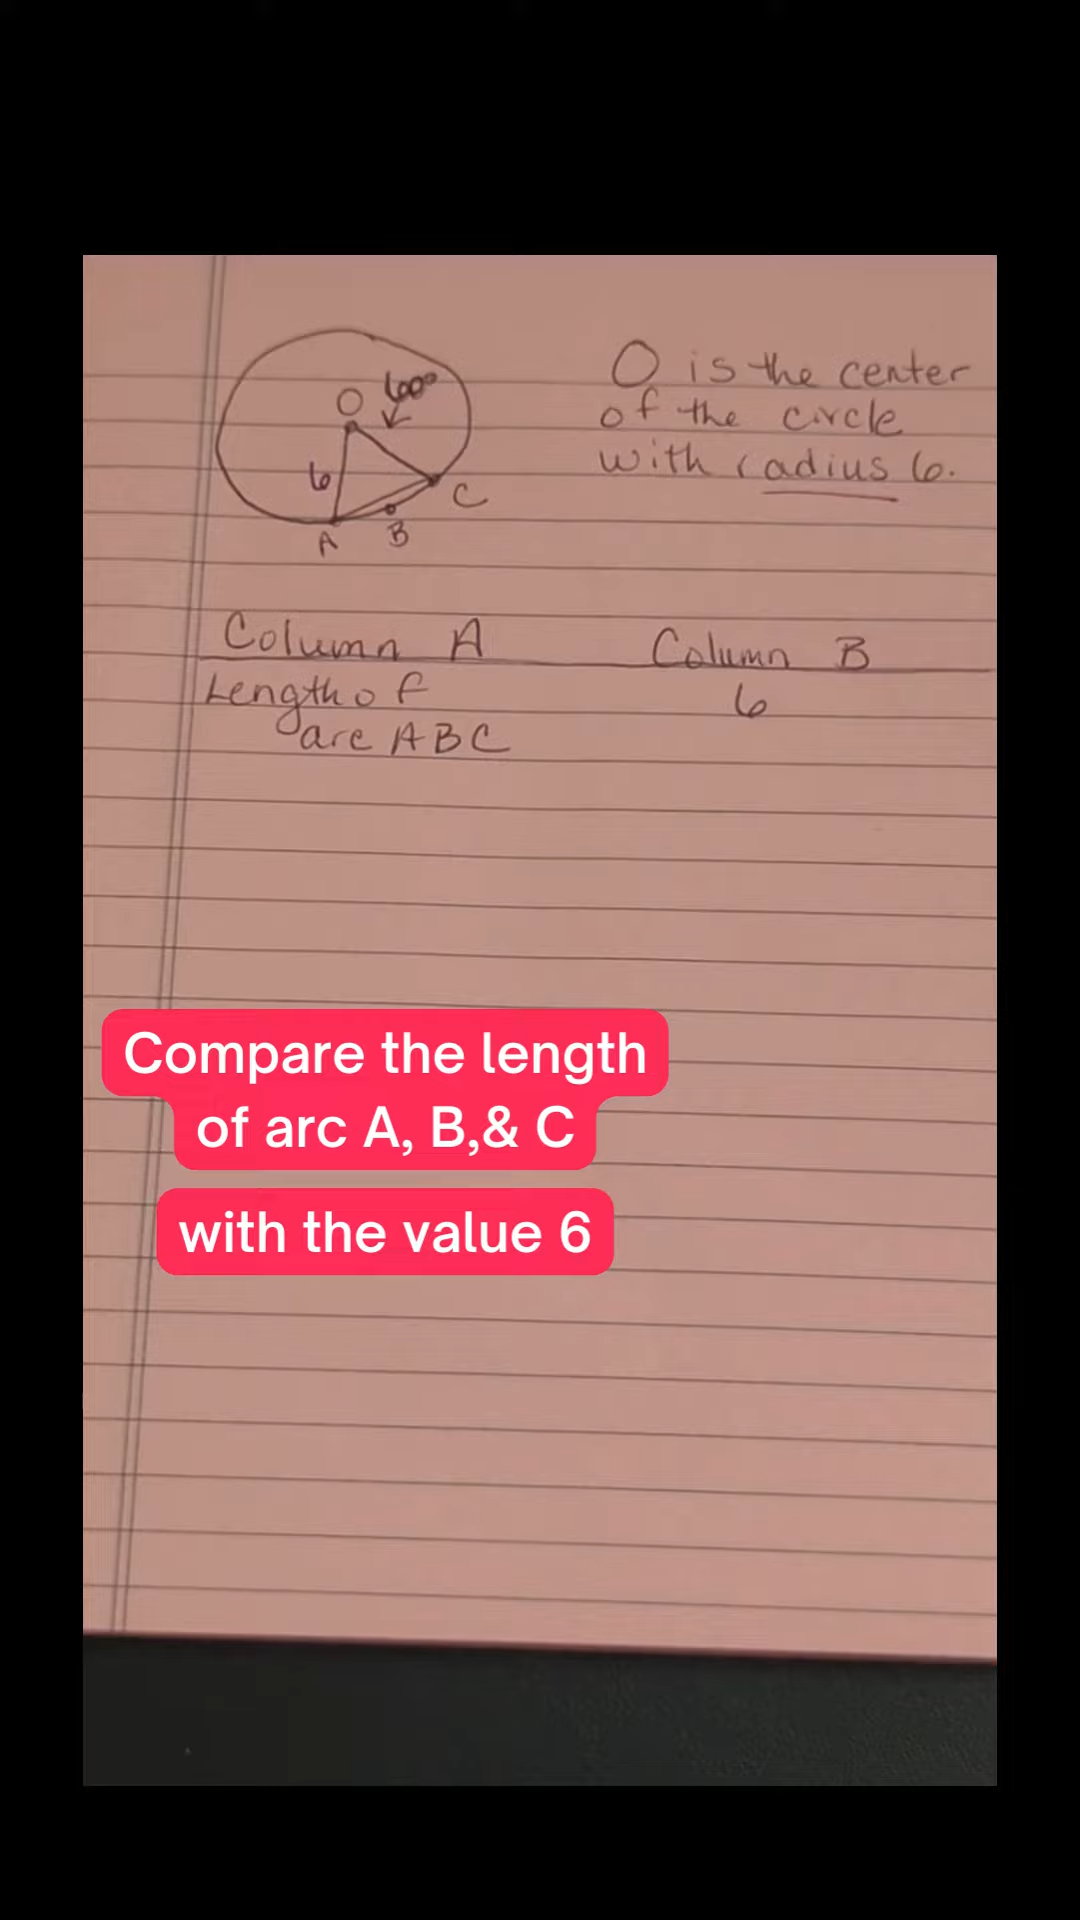 O 60°
6
C
A B
O is the center
of the circle
with radius 6.
Column A Column B
Length of 6
arc ABC
Compare the length
of arc A, B,& C
with the value 6